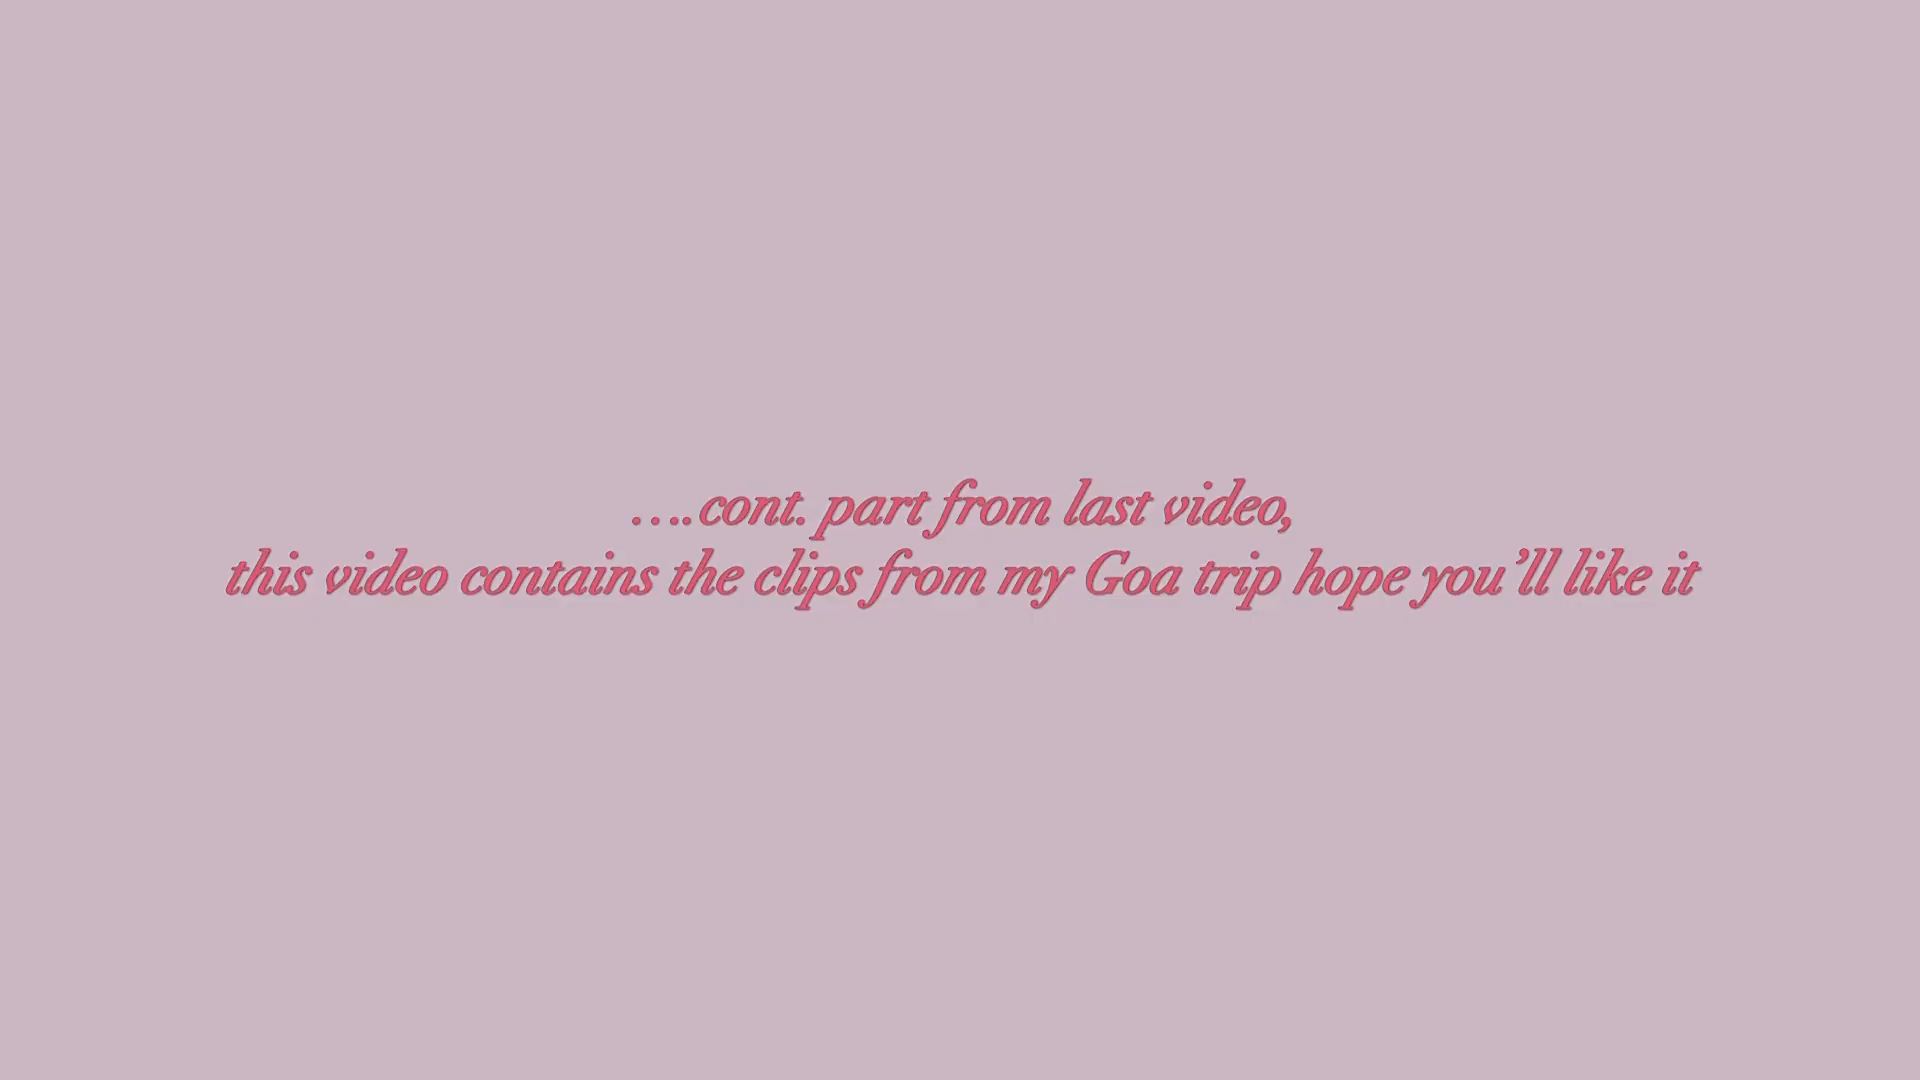 ....cont. part from last video,
this video contains the clips from my Goa trip hope you’ll like it